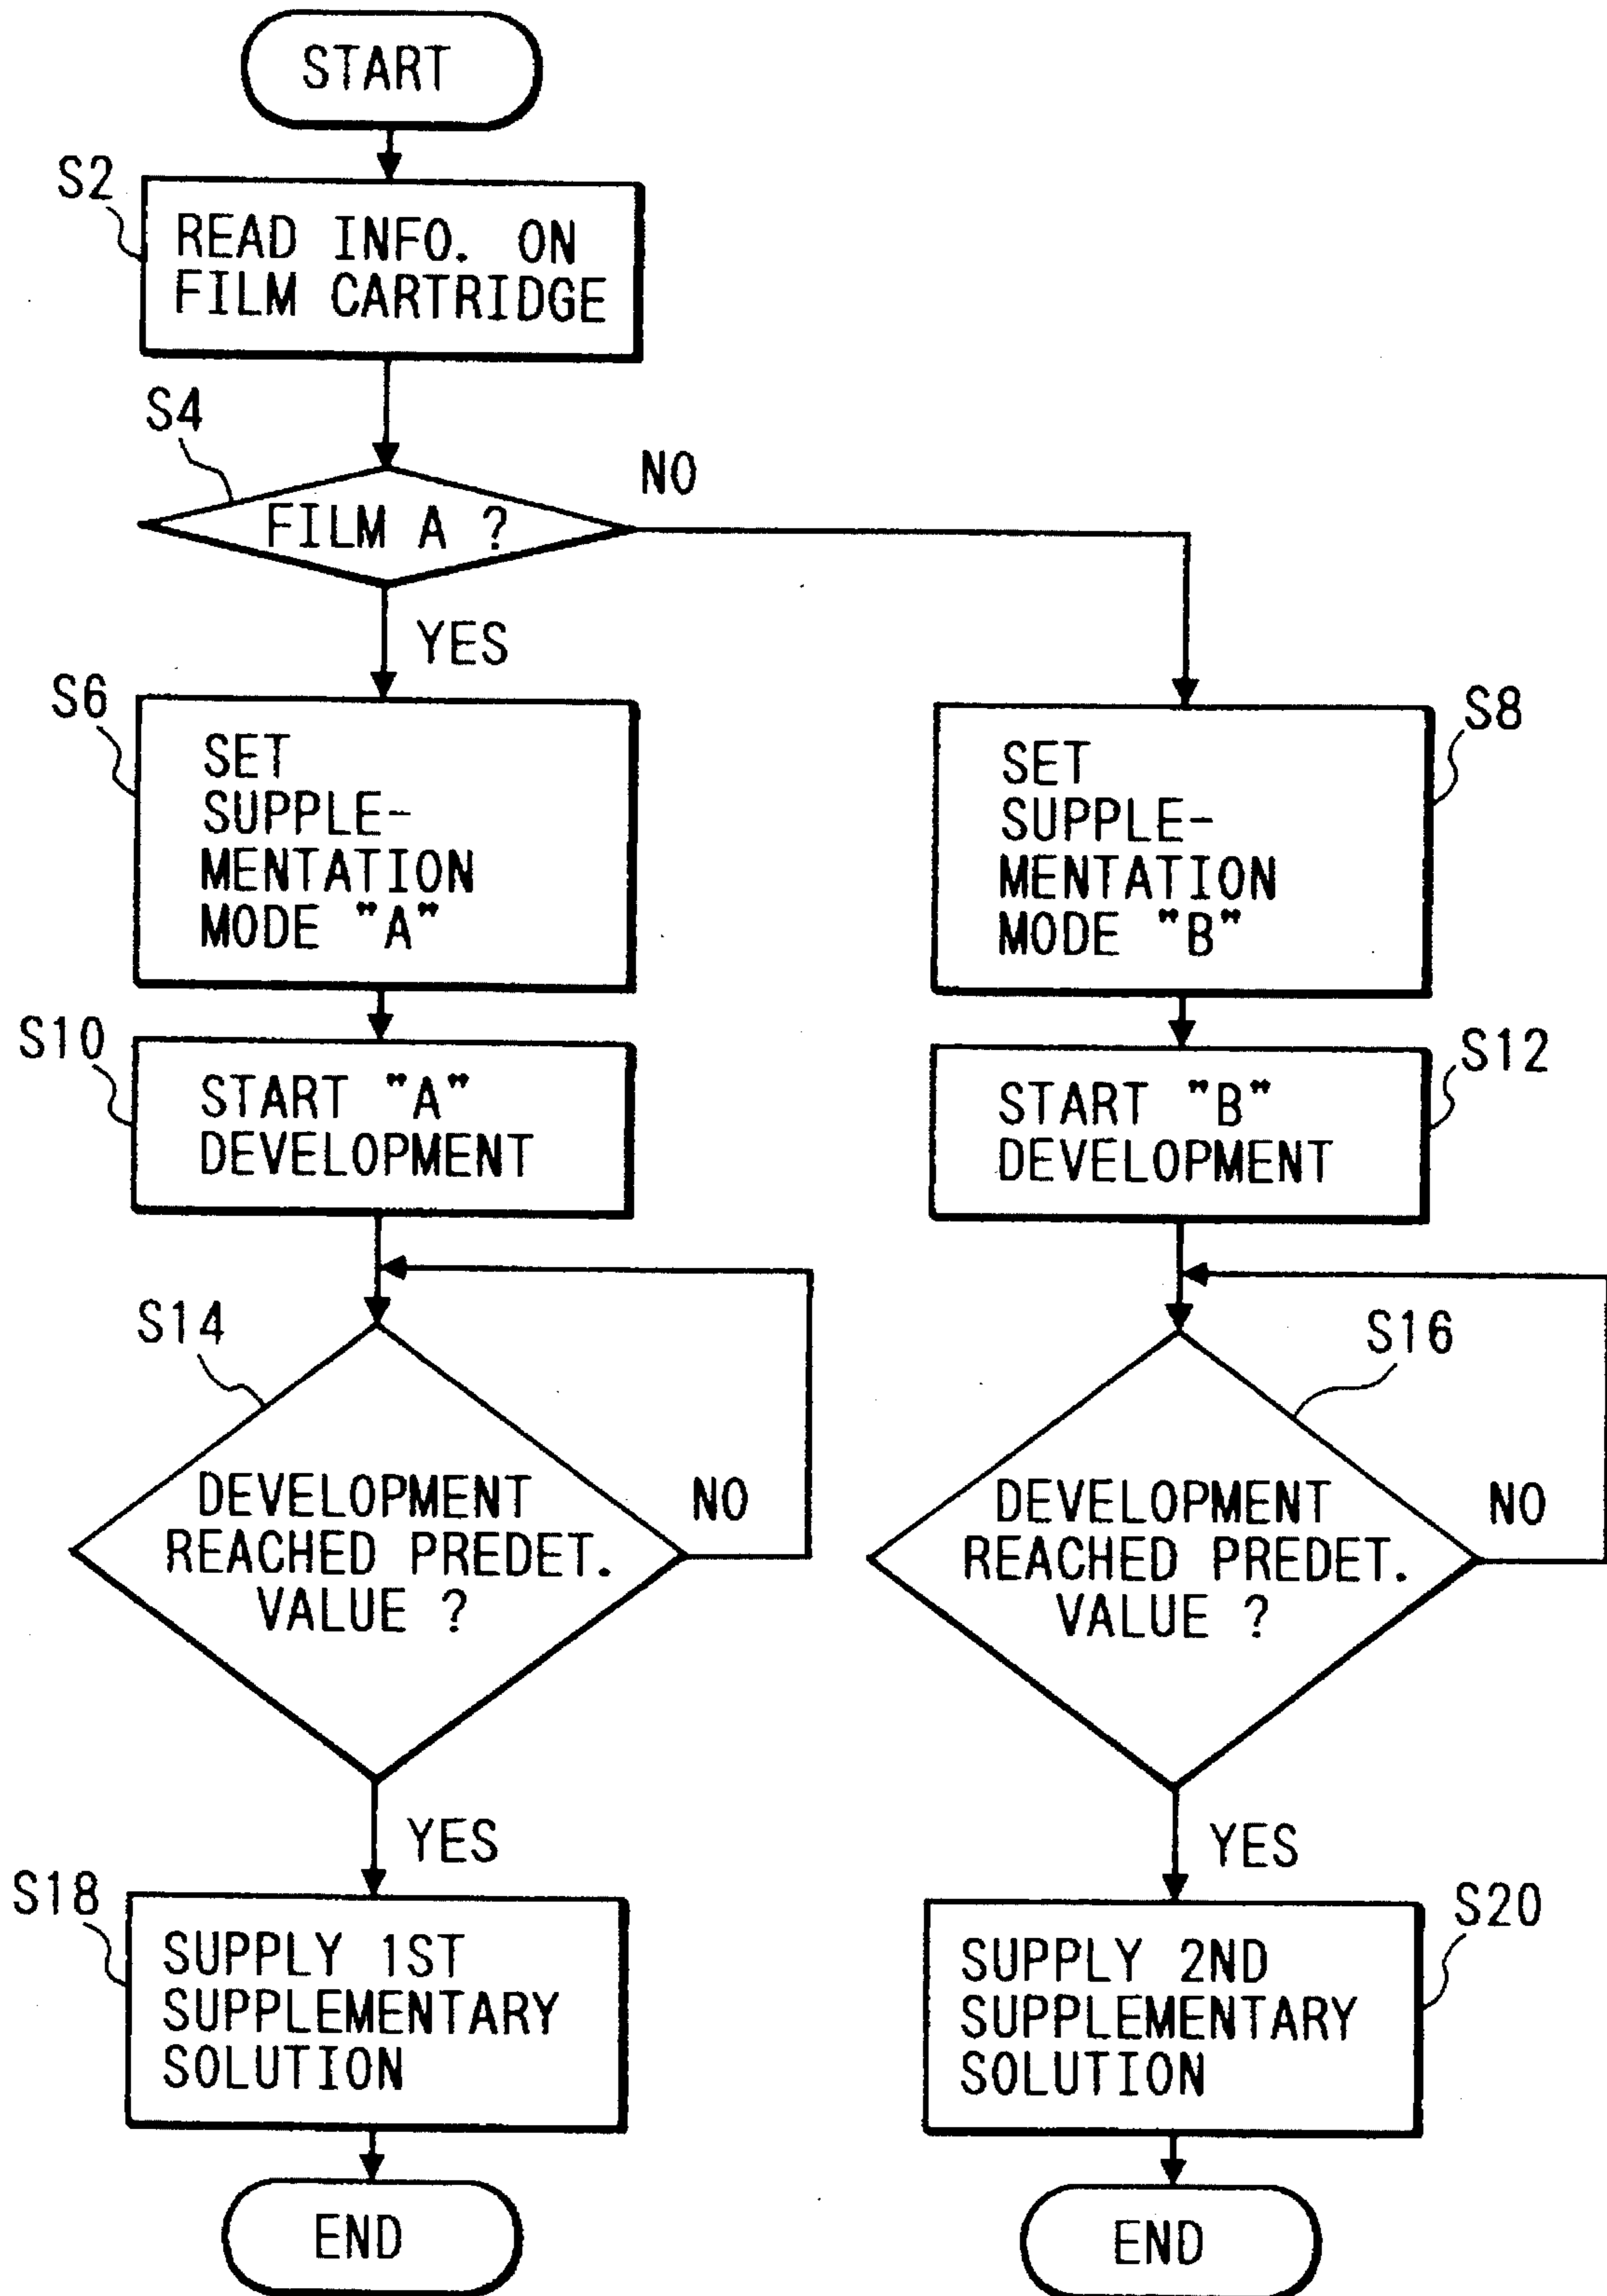 START
S2
READ INFO. ON
FILM CARTRIDGE
S4
FILM A ?
NO
YES
S6
SET
SUPPLE-
MENTATION
MODE "A"
S8
SET
SUPPLE-
MENTATION
MODE "B"
S10
START "A"
DEVELOPMENT
S12
START "B"
DEVELOPMENT
S14
DEVELOPMENT
REACHED PREDET.
VALUE ?
NO
YES
S16
DEVELOPMENT
REACHED PREDET.
VALUE ?
NO
YES
S18
SUPPLY 1ST
SUPPLEMENTARY
SOLUTION
S20
SUPPLY 2ND
SUPPLEMENTARY
SOLUTION
END
END